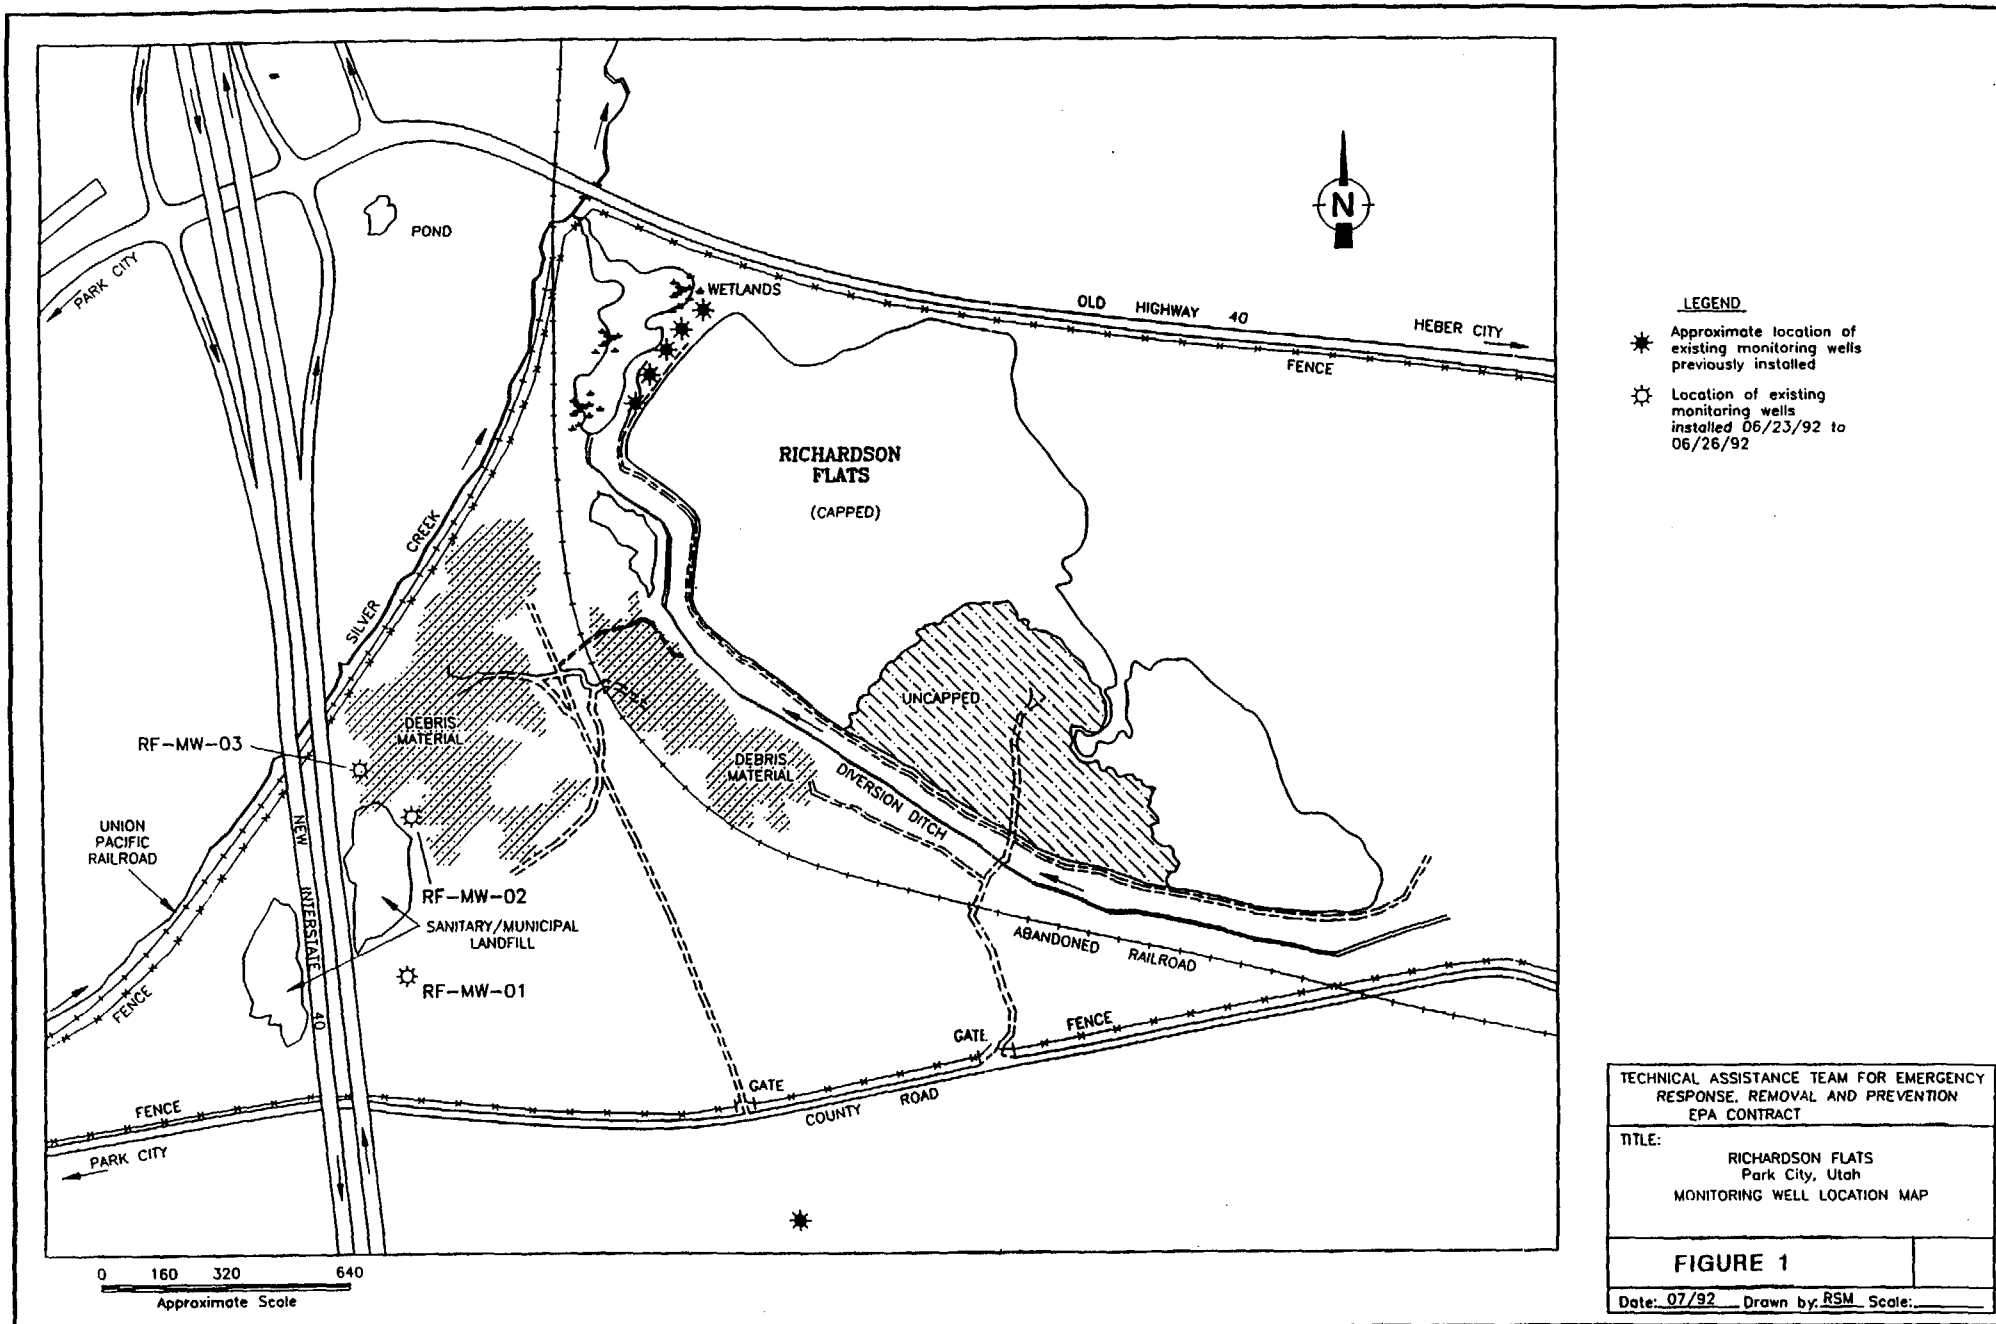 POND
PARK CITY
WETLANDS
OLD HIGHWAY 40
HEBER CITY
FENCE
N
LEGEND
Approximate location of
existing monitoring wells
previously installed
Location of existing
monitoring wells
installed 06/23/92 to
06/26/92
RICHARDSON
FLATS
(CAPPED)
SILVER CREEK
UNCAPPED
DEBRIS
MATERIAL
DEBRIS
MATERIAL
DIVERSION DITCH
RF-MW-03
UNION
PACIFIC
RAILROAD
NEW INTERSTATE 40
RF-MW-02
SANITARY/MUNICIPAL
LANDFILL
RF-MW-01
ABANDONED RAILROAD
FENCE
GATE
FENCE
GATE
COUNTY ROAD
FENCE
PARK CITY
0 160 320 640
Approximate Scale
TECHNICAL ASSISTANCE TEAM FOR EMERGENCY
RESPONSE, REMOVAL AND PREVENTION
EPA CONTRACT
TITLE:
RICHARDSON FLATS
Park City, Utah
MONITORING WELL LOCATION MAP
FIGURE 1
Date: 07/92 Drawn by: RSM Scale: